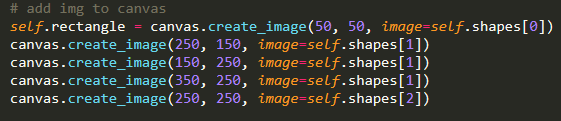 # add img to canvas
self.rectangle = canvas.create_image(50, 50, image=self.shapes[0])
canvas.create_image(250, 150, image=self.shapes[1])
canvas.create_image(150, 250, image=self.shapes[1])
canvas.create_image(350, 250, image=self.shapes[1])
canvas.create_image(250, 250, image=self.shapes[2])